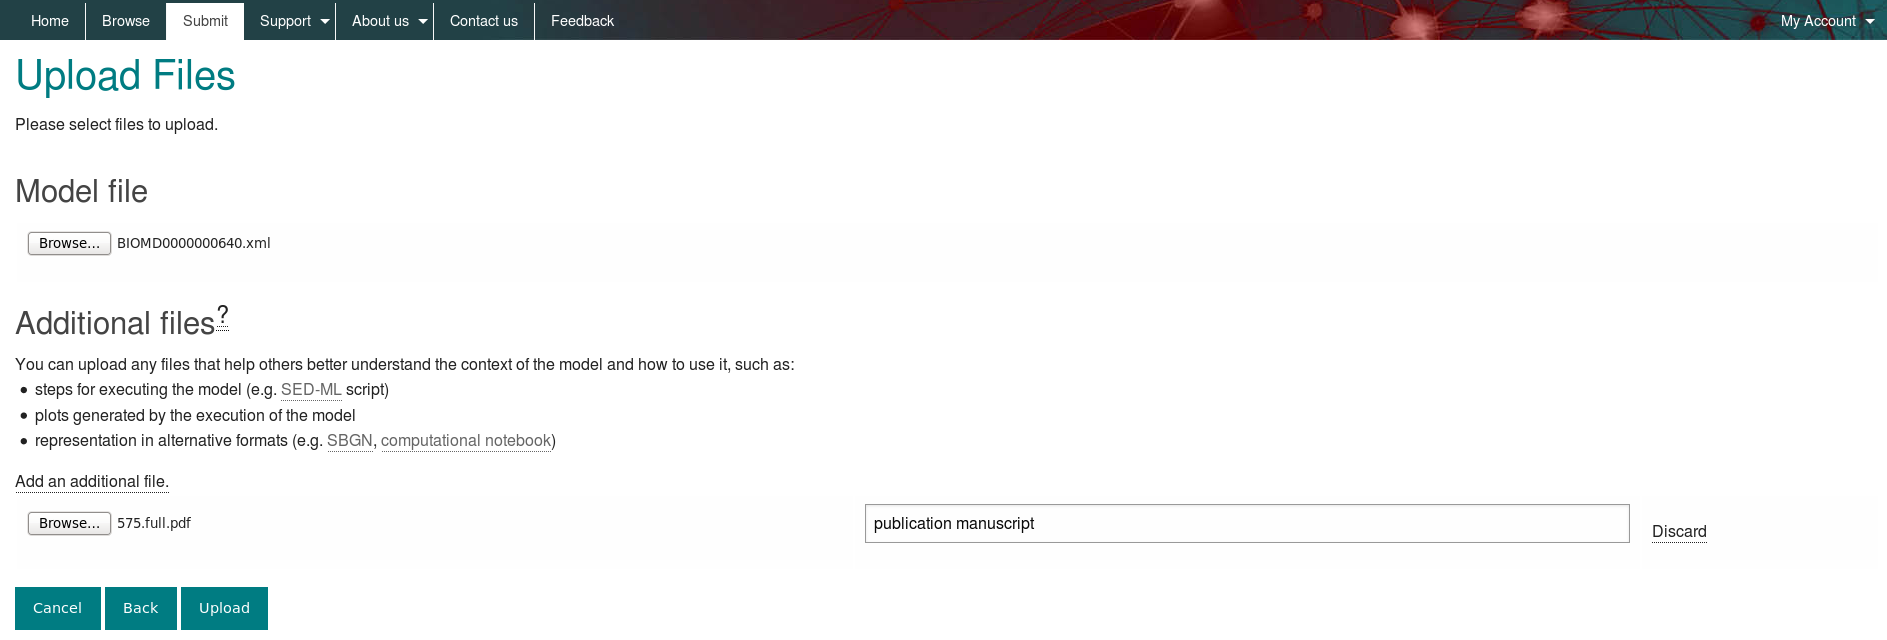 Home Browse Submit Support About us Contact us Feedback My Account
Upload Files
Please select files to upload.
Model file
Browse... BIOMD0000000640.xml
Additional files?
You can upload any files that help others better understand the context of the model and how to use it, such as:
• steps for executing the model (e.g. SED-ML script)
• plots generated by the execution of the model
• representation in alternative formats (e.g. SBGN, computational notebook)
Add an additional file.
Browse... 575.full.pdf publication manuscript Discard
Cancel Back Upload